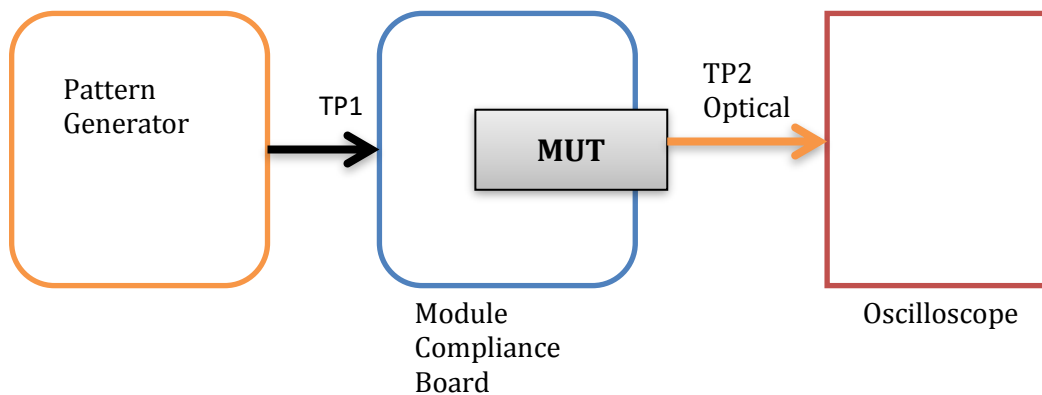 Pattern
Generator
TP1
MUT
TP2
Optical
Module
Compliance
Board
Oscilloscope